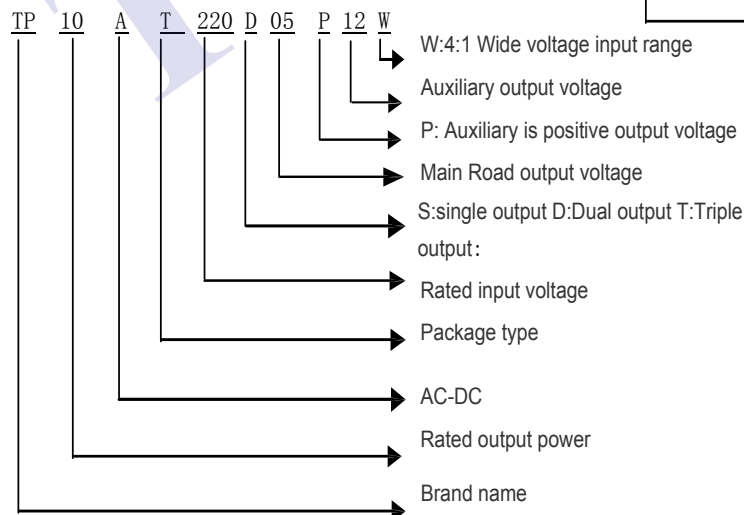 TP 10 A T 220 D 05 P 12 W
W:4:1 Wide voltage input range
Auxiliary output voltage
P: Auxiliary is positive output voltage
Main Road output voltage
S:single output D:Dual output T:Triple
output:
Rated input voltage
Package type
AC-DC
Rated output power
Brand name